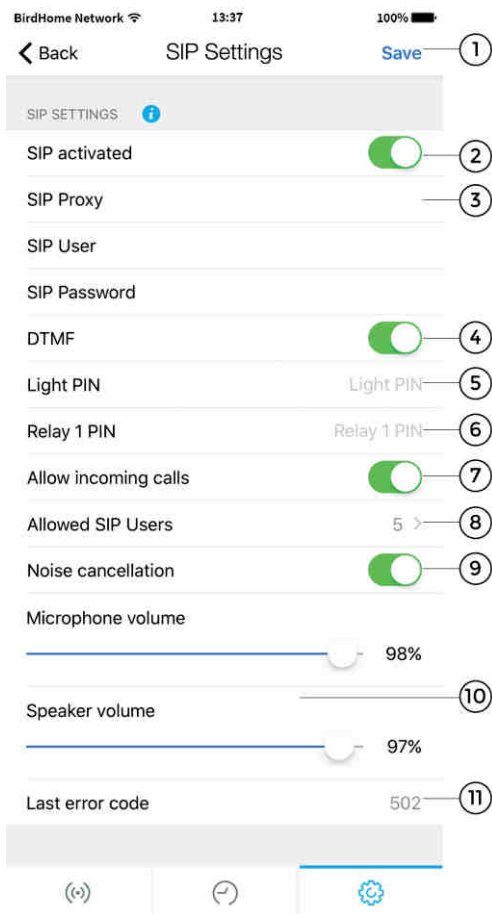 BirdHome Network 13:37 100%
Back SIP Settings Save 1
SIP SETTINGS i
SIP activated 2
SIP Proxy 3
SIP User
SIP Password
DTMF 4
Light PIN Light PIN 5
Relay 1 PIN Relay 1 PIN 6
Allow incoming calls 7
Allowed SIP Users 5 > 8
Noise cancellation 9
Microphone volume
98%
10
Speaker volume
97%
Last error code 502 11